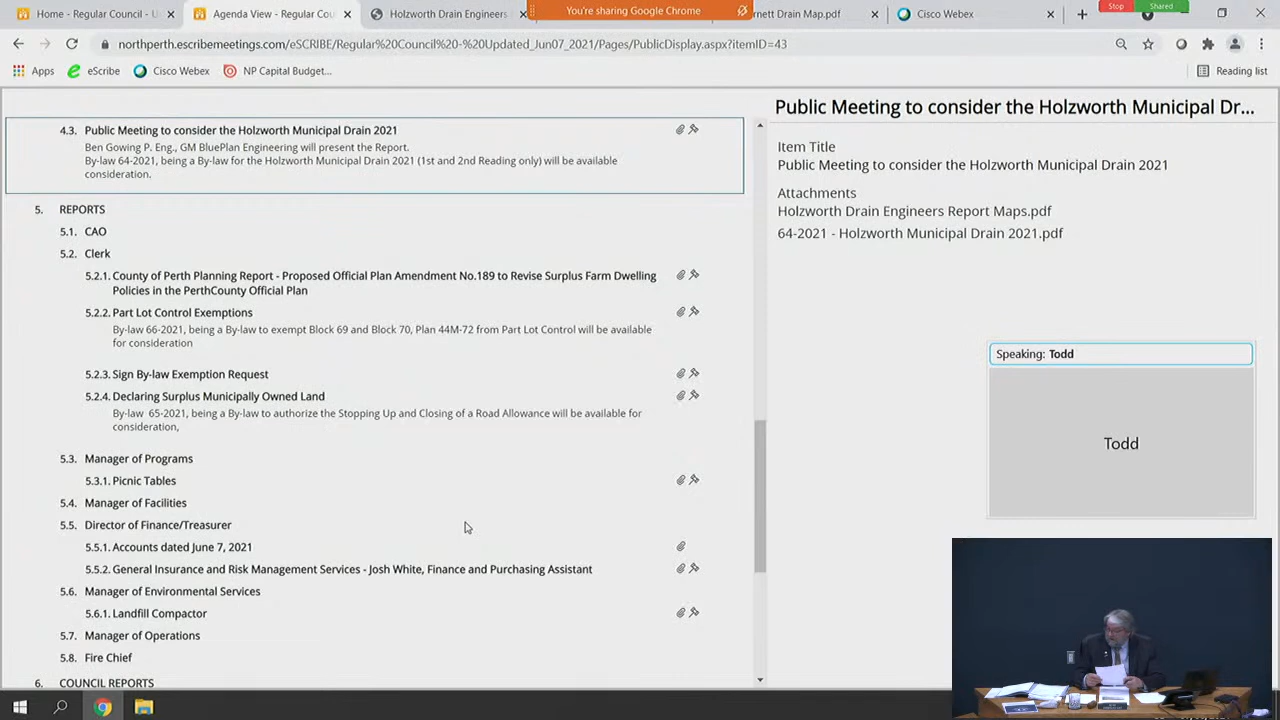 Home - Regular Council - U
Agenda View - Regular Cou
Holzworth Drain Engineers
You're sharing Google Chrome
nett Drain Map.pdf
Cisco Webex
Stop
Shared
northperth.escribemeetings.com/eSCRIBE/Regular%20Council%20-%20Updated_Jun07_2021/Pages/PublicDisplay.aspx?itemID=43
Apps
eScribe
Cisco Webex
NP Capital Budget...
Reading list
4.3. Public Meeting to consider the Holzworth Municipal Drain 2021
Ben Gowing P. Eng., GM BluePlan Engineering will present the Report.
By-law 64-2021, being a By-law for the Holzworth Municipal Drain 2021 (1st and 2nd Reading only) will be available
consideration.
5. REPORTS
5.1. CAO
5.2. Clerk
5.2.1. County of Perth Planning Report - Proposed Official Plan Amendment No.189 to Revise Surplus Farm Dwelling
Policies in the PerthCounty Official Plan
5.2.2. Part Lot Control Exemptions
By-law 66-2021, being a By-law to exempt Block 69 and Block 70, Plan 44M-72 from Part Lot Control will be available
for consideration
5.2.3. Sign By-law Exemption Request
5.2.4. Declaring Surplus Municipally Owned Land
By-law 65-2021, being a By-law to authorize the Stopping Up and Closing of a Road Allowance will be available for
consideration,
5.3. Manager of Programs
5.3.1. Picnic Tables
5.4. Manager of Facilities
5.5. Director of Finance/Treasurer
5.5.1. Accounts dated June 7, 2021
5.5.2. General Insurance and Risk Management Services - Josh White, Finance and Purchasing Assistant
5.6. Manager of Environmental Services
5.6.1. Landfill Compactor
5.7. Manager of Operations
5.8. Fire Chief
6. COUNCIL REPORTS
Public Meeting to consider the Holzworth Municipal Dr...
Item Title
Public Meeting to consider the Holzworth Municipal Drain 2021
Attachments
Holzworth Drain Engineers Report Maps.pdf
64-2021 - Holzworth Municipal Drain 2021.pdf
Speaking: Todd
Todd